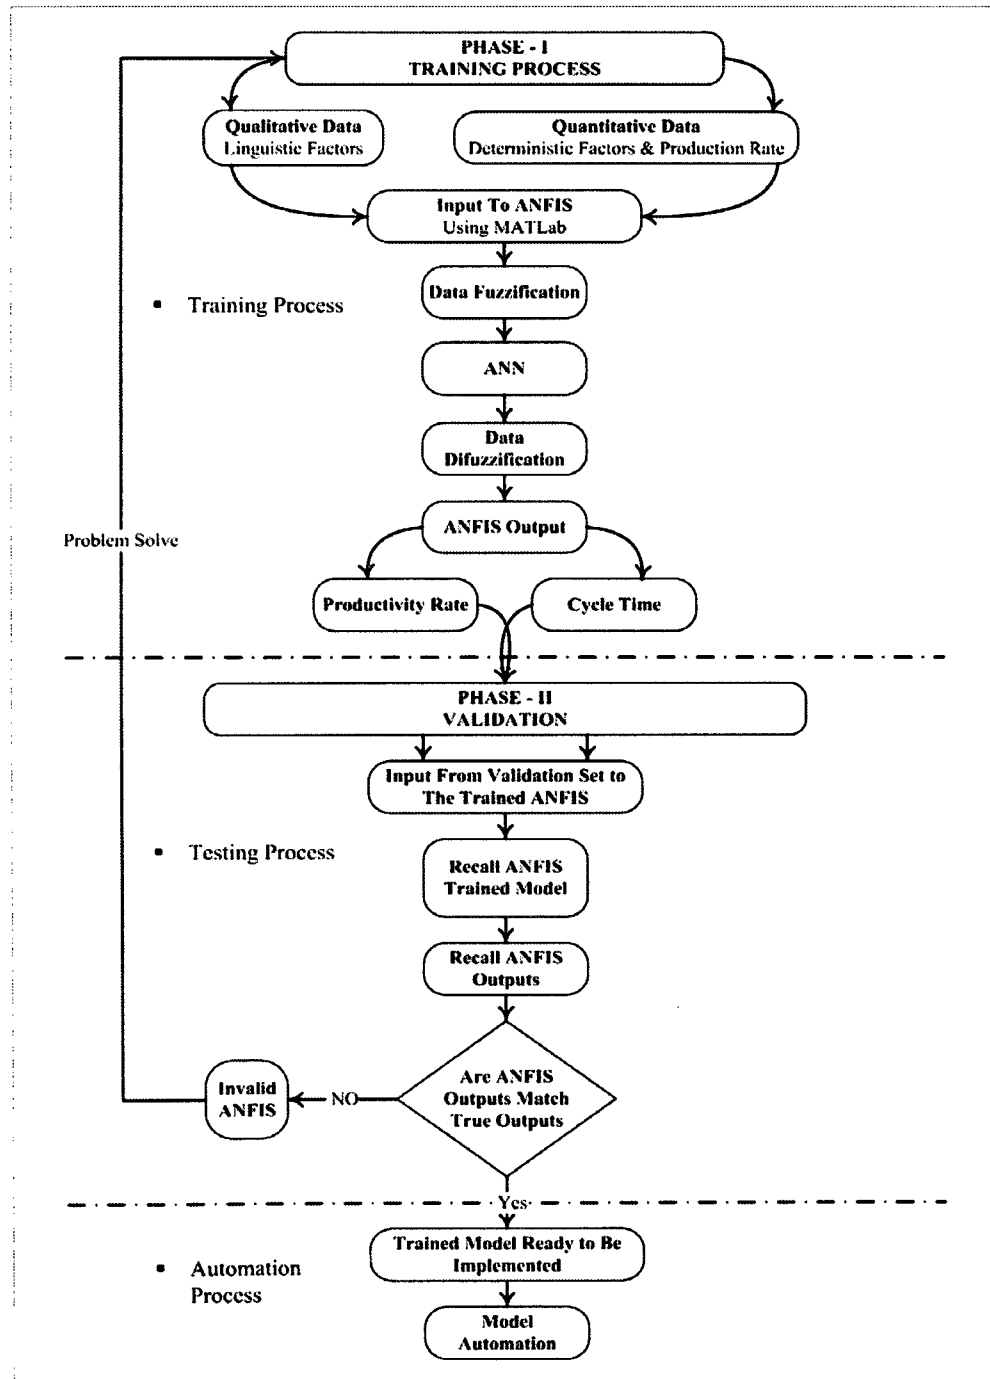 PHASE - I
TRAINING PROCESS
Qualitative Data
Linguistic Factors
Quantitative Data
Deterministic Factors & Production Rate
Input To ANFIS
Using MATLab
Data Fuzzification
▪ Training Process
ANN
Data
Difuzzification
ANFIS Output
Problem Solve
Productivity Rate
Cycle Time
PHASE - II
VALIDATION
Input From Validation Set to
The Trained ANFIS
▪ Testing Process
Recall ANFIS
Trained Model
Recall ANFIS
Outputs
Are ANFIS
Outputs Match
True Outputs
NO
Invalid
ANFIS
Yes
Trained Model Ready to Be
Implemented
▪ Automation
Process
Model
Automation